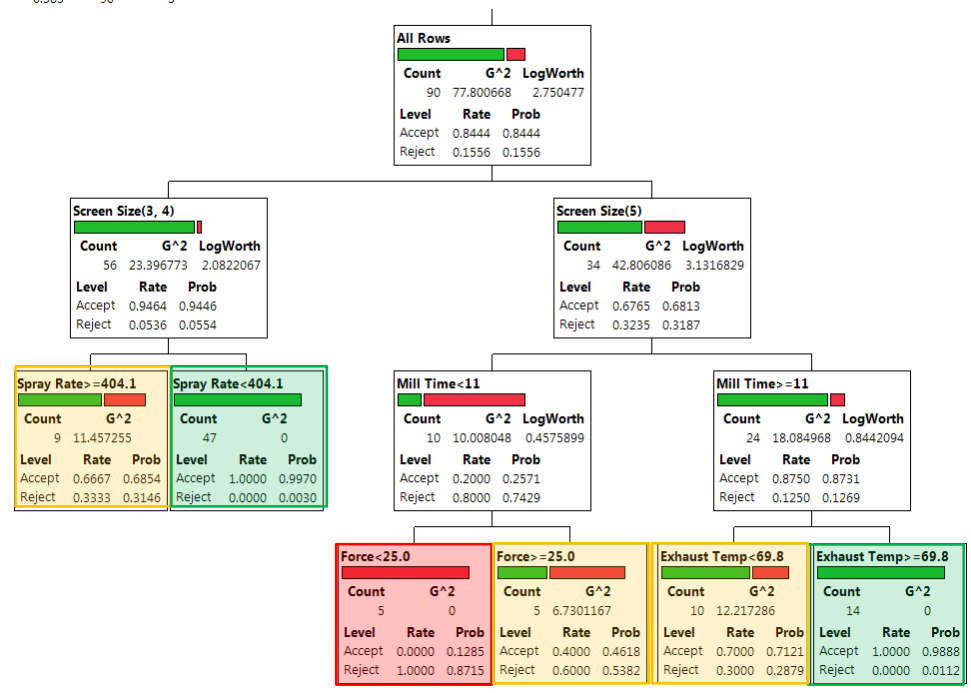 All Rows
Count G^2 LogWorth
90 77.800668 2.750477
Level Rate Prob
Accept 0.8444 0.8444
Reject 0.1556 0.1556
Screen Size(3, 4)
Count G^2 LogWorth
56 23.396773 2.0822067
Level Rate Prob
Accept 0.9464 0.9446
Reject 0.0536 0.0554
Screen Size(5)
Count G^2 LogWorth
34 42.806086 3.1316829
Level Rate Prob
Accept 0.6765 0.6813
Reject 0.3235 0.3187
Spray Rate>=404.1
Count G^2
9 11.457255
Level Rate Prob
Accept 0.6667 0.6854
Reject 0.3333 0.3146
Spray Rate<404.1
Count G^2
47 0
Level Rate Prob
Accept 1.0000 0.9970
Reject 0.0000 0.0030
Mill Time<11
Count G^2 LogWorth
10 10.008048 0.4575899
Level Rate Prob
Accept 0.2000 0.2571
Reject 0.8000 0.7429
Mill Time>=11
Count G^2 LogWorth
24 18.084968 0.8442094
Level Rate Prob
Accept 0.8750 0.8731
Reject 0.1250 0.1269
Force<25.0
Count G^2
5 0
Level Rate Prob
Accept 0.0000 0.1285
Reject 1.0000 0.8715
Force>=25.0
Count G^2
5 6.7301167
Level Rate Prob
Accept 0.4000 0.4618
Reject 0.6000 0.5382
Exhaust Temp<69.8
Count G^2
10 12.217286
Level Rate Prob
Accept 0.7000 0.7121
Reject 0.3000 0.2879
Exhaust Temp>=69.8
Count G^2
14 0
Level Rate Prob
Accept 1.0000 0.9888
Reject 0.0000 0.0112